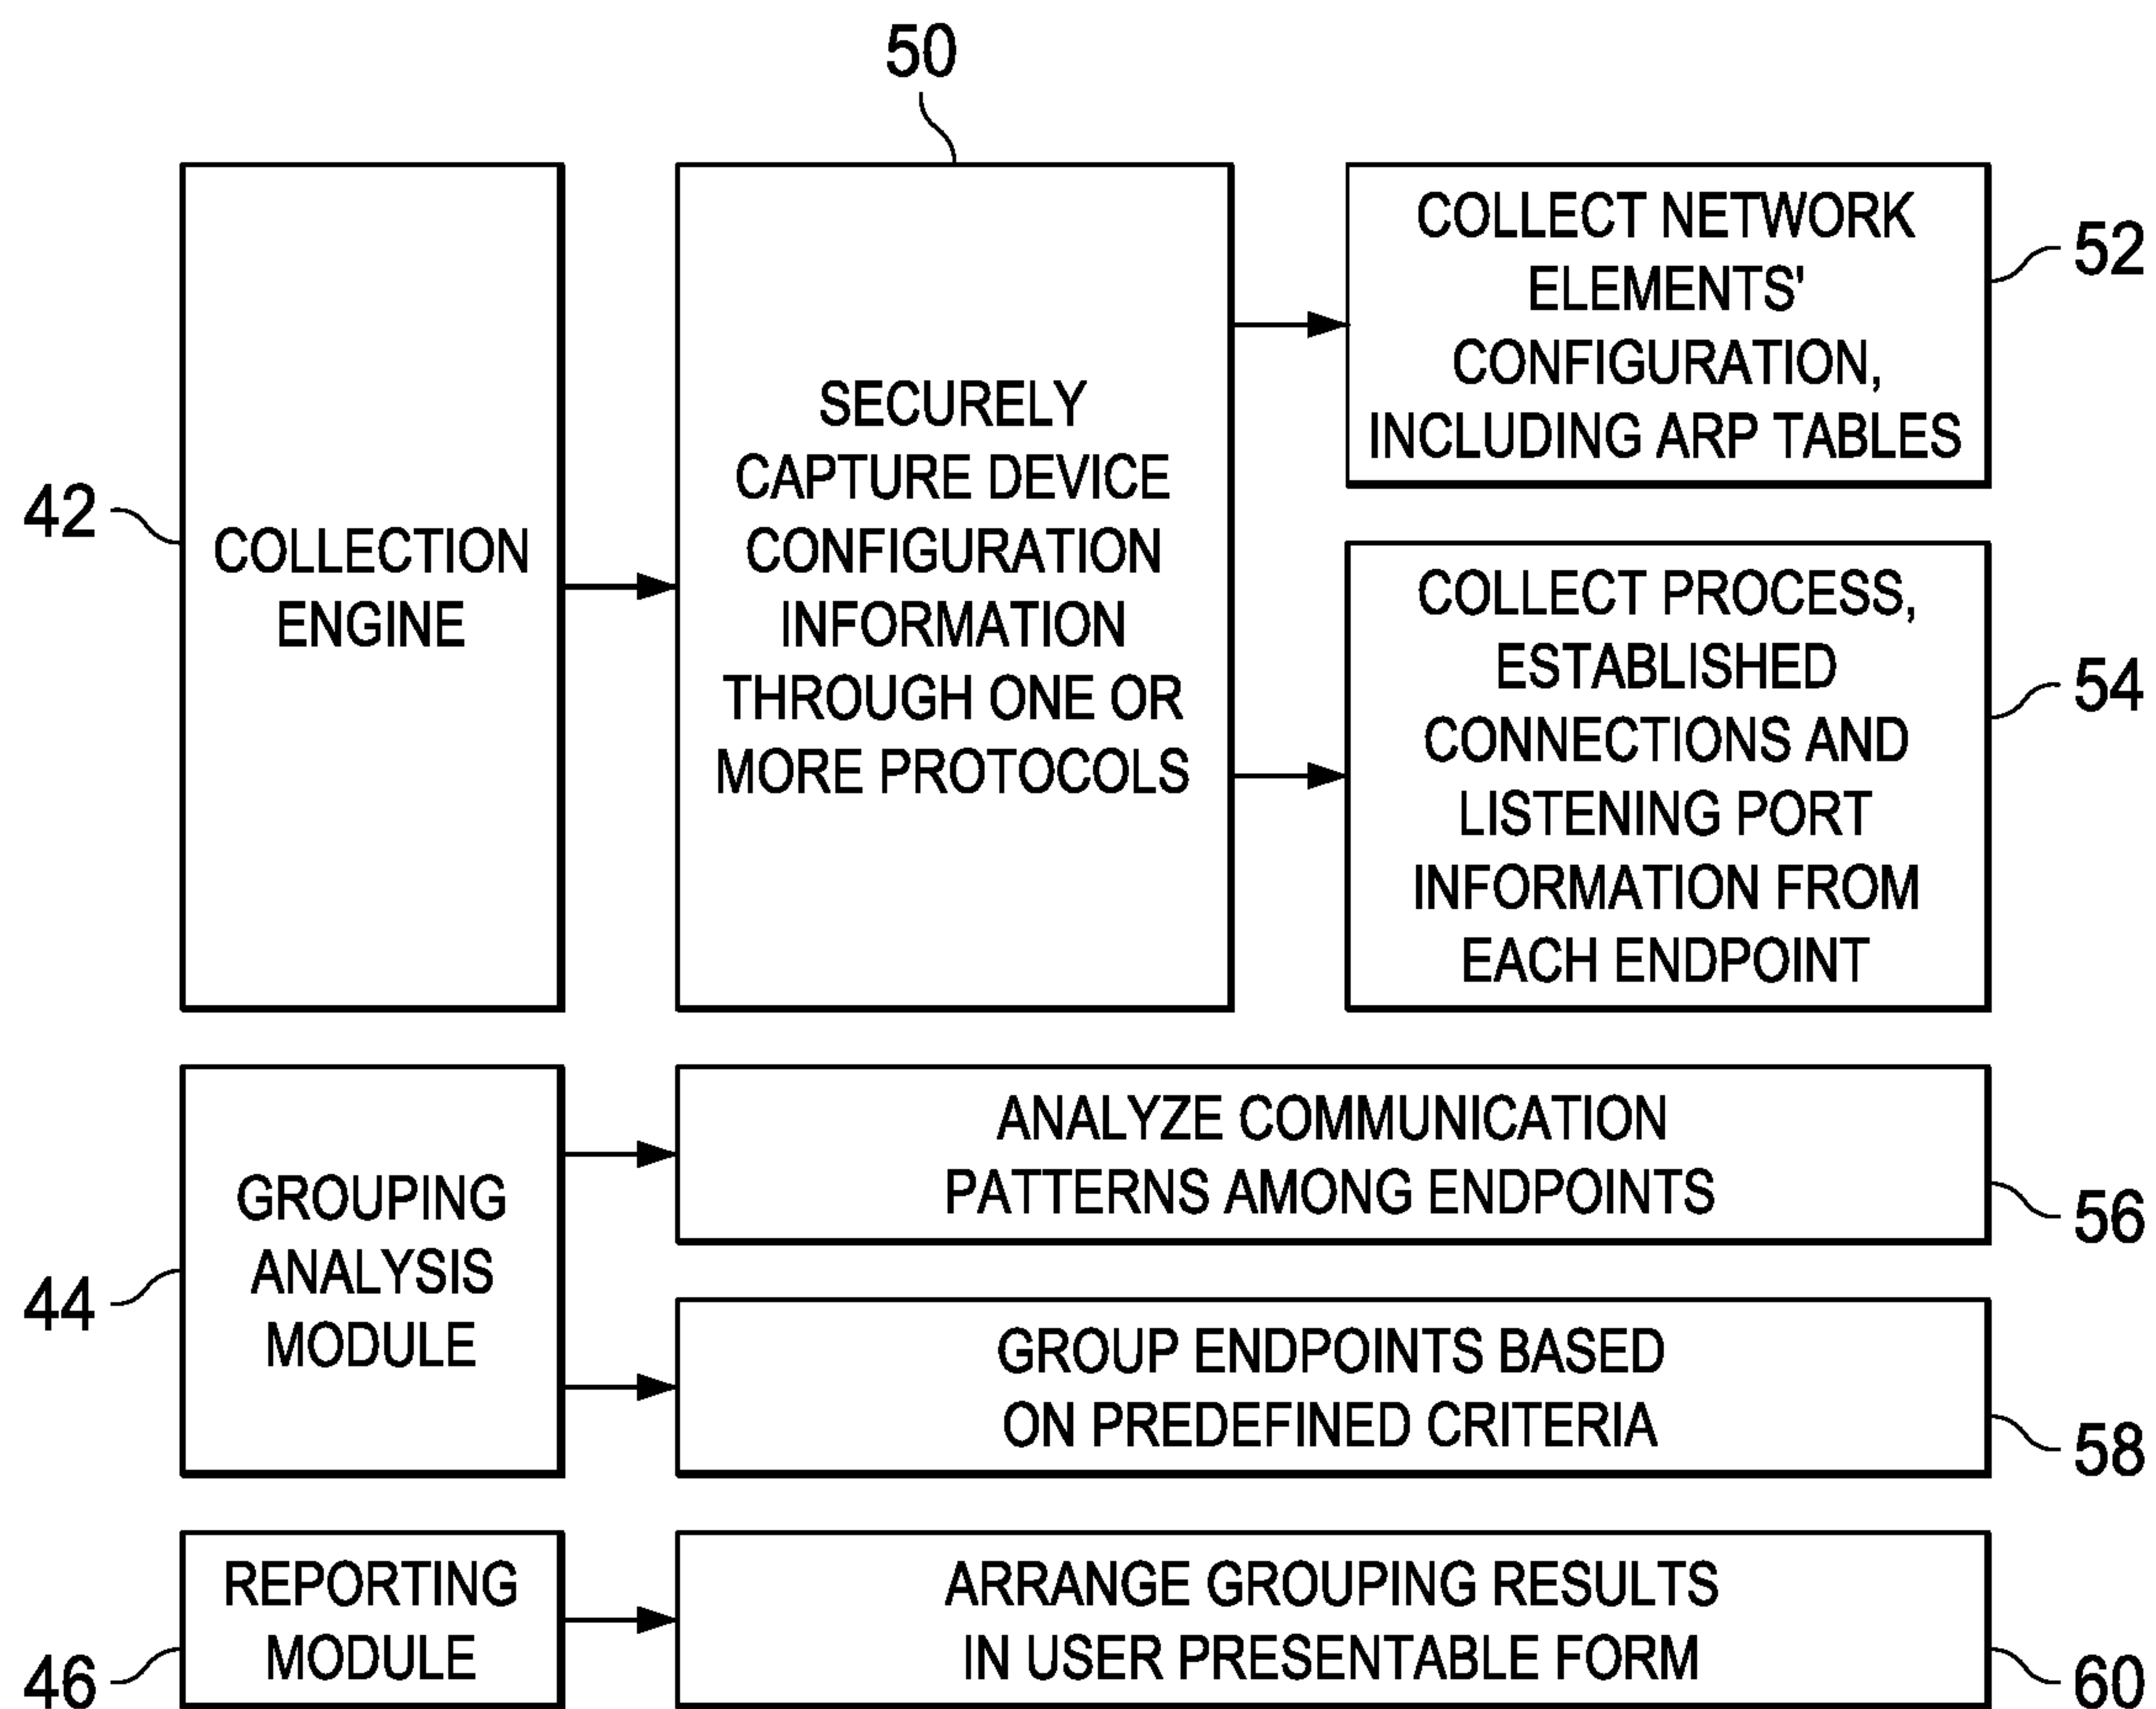 50
42
COLLECTION
ENGINE
SECURELY
CAPTURE DEVICE
CONFIGURATION
INFORMATION
THROUGH ONE OR
MORE PROTOCOLS
COLLECT NETWORK
ELEMENTS'
CONFIGURATION,
INCLUDING ARP TABLES
52
COLLECT PROCESS,
ESTABLISHED
CONNECTIONS AND
LISTENING PORT
INFORMATION FROM
EACH ENDPOINT
54
44
GROUPING
ANALYSIS
MODULE
ANALYZE COMMUNICATION
PATTERNS AMONG ENDPOINTS
56
GROUP ENDPOINTS BASED
ON PREDEFINED CRITERIA
58
46
REPORTING
MODULE
ARRANGE GROUPING RESULTS
IN USER PRESENTABLE FORM
60